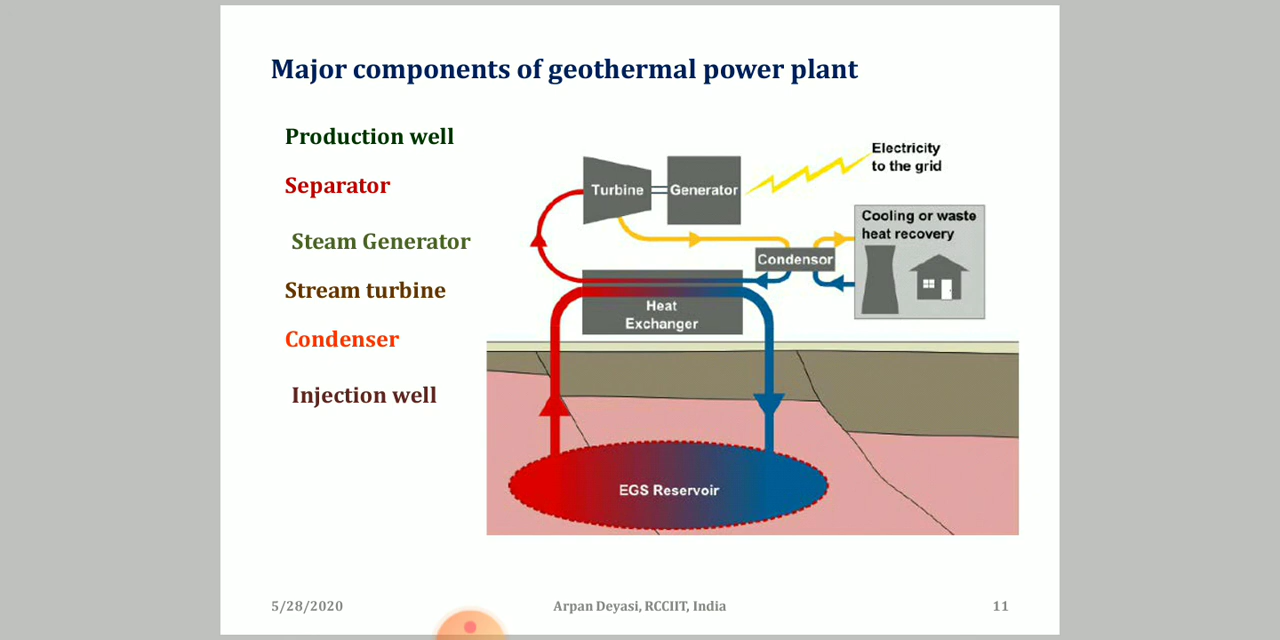 Major components of geothermal power plant
Production well
Separator
Steam Generator
Stream turbine
Condenser
Injection well
Electricity
to the grid
Turbine
Generator
Cooling or waste
heat recovery
Condensor
Heat
Exchanger
EGS Reservoir
5/28/2020
Arpan Deyasi, RCCIIT, India
11